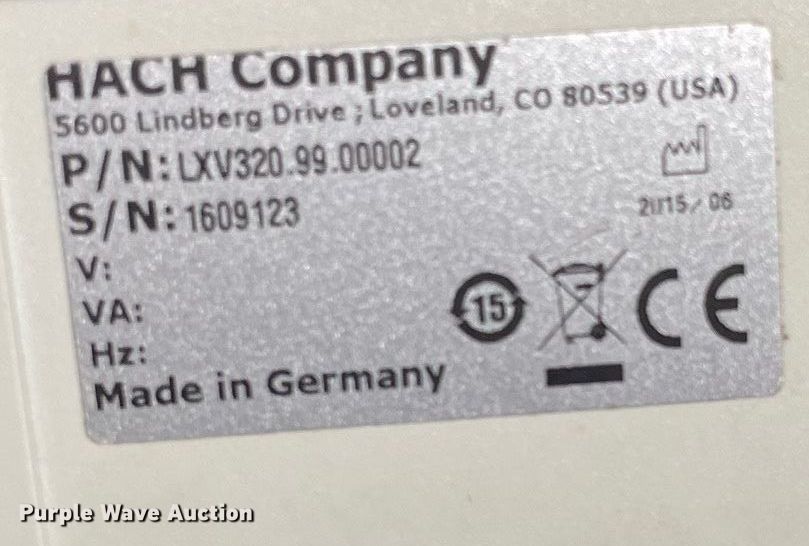 HACH Company
5600 Lindberg Drive ; Loveland, CO 80539 (USA)
P/N: LXV320.99.00002
S/N: 1609123
2015/06
V:
VA:
15
CE
Hz:
Made in Germany
Purple Wave Auction